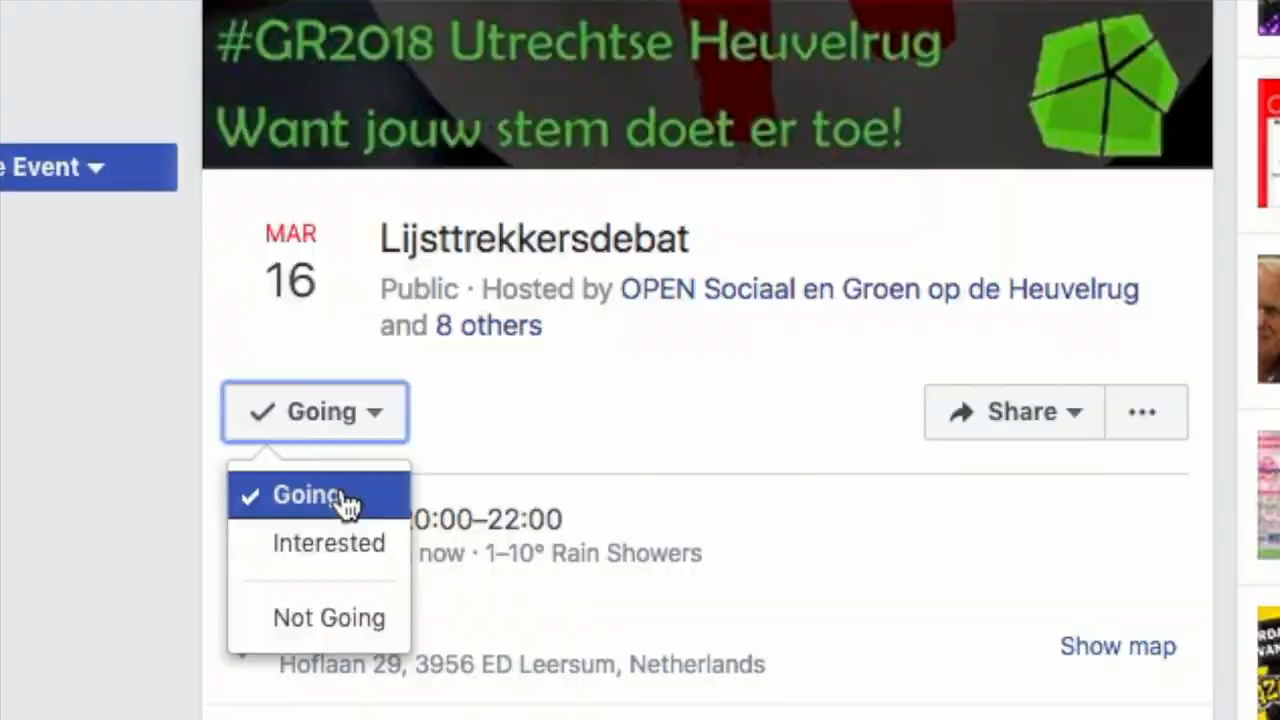 #GR2018 Utrechtse Heuvelrug
Want jouw stem doet er toe!
Event
MAR
16
Lijsttrekkersdebat
Public · Hosted by OPEN Sociaal en Groen op de Heuvelrug
and 8 others
Going
Share
Going
Interested
Not Going
0:00–22:00
now · 1–10° Rain Showers
Show map
Hoflaan 29, 3956 ED Leersum, Netherlands